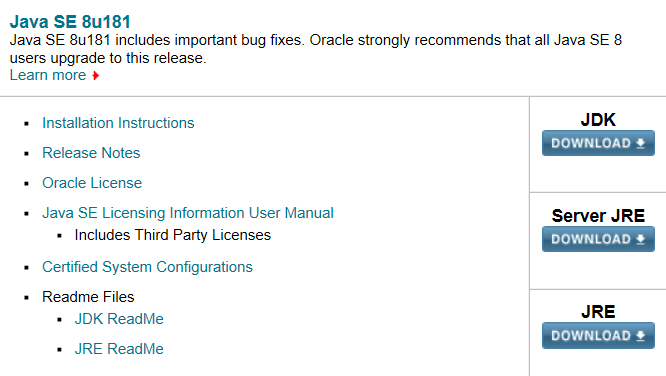 Java SE 8u181
Java SE 8u181 includes important bug fixes. Oracle strongly recommends that all Java SE 8
users upgrade to this release.
Learn more
Installation Instructions
Release Notes
Oracle License
Java SE Licensing Information User Manual
Includes Third Party Licenses
Certified System Configurations
Readme Files
JDK ReadMe
JRE ReadMe
JDK
DOWNLOAD
Server JRE
DOWNLOAD
JRE
DOWNLOAD